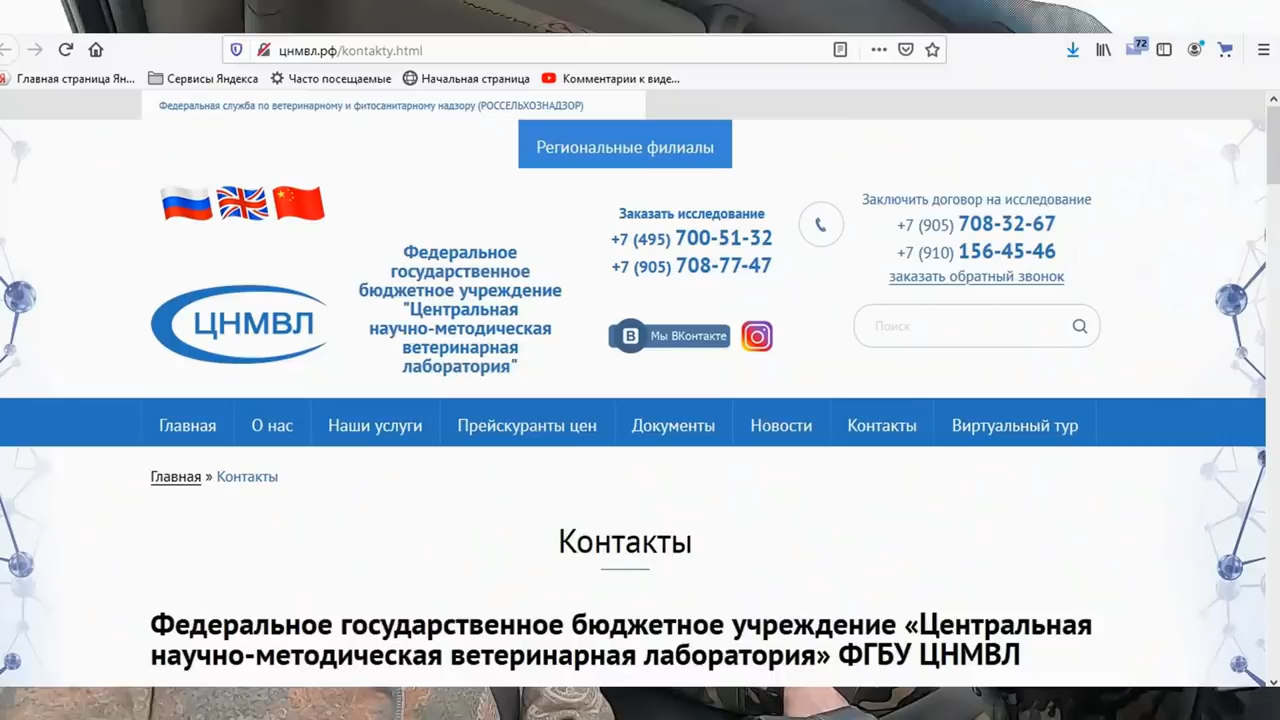 цнмвл.рф/kontakty.html
72
Главная страница Ян...
Сервисы Яндекса
Часто посещаемые
Начальная страница
Комментарии к виде...
Федеральная служба по ветеринарному и фитосанитарному надзору (РОССЕЛЬХОЗНАДЗОР)
Региональные филиалы
ЦНМВЛ
Федеральное
государственное
бюджетное учреждение
"Центральная
научно-методическая
ветеринарная
лаборатория"
Заказать исследование
+7 (495) 700-51-32
+7 (905) 708-77-47
В Мы ВКонтакте
Заключить договор на исследование
+7 (905) 708-32-67
+7 (910) 156-45-46
заказать обратный звонок
Поиск
Главная
О нас
Наши услуги
Прейскуранты цен
Документы
Новости
Контакты
Виртуальный тур
Главная » Контакты
Контакты
Федеральное государственное бюджетное учреждение «Центральная
научно-методическая ветеринарная лаборатория» ФГБУ ЦНМВЛ